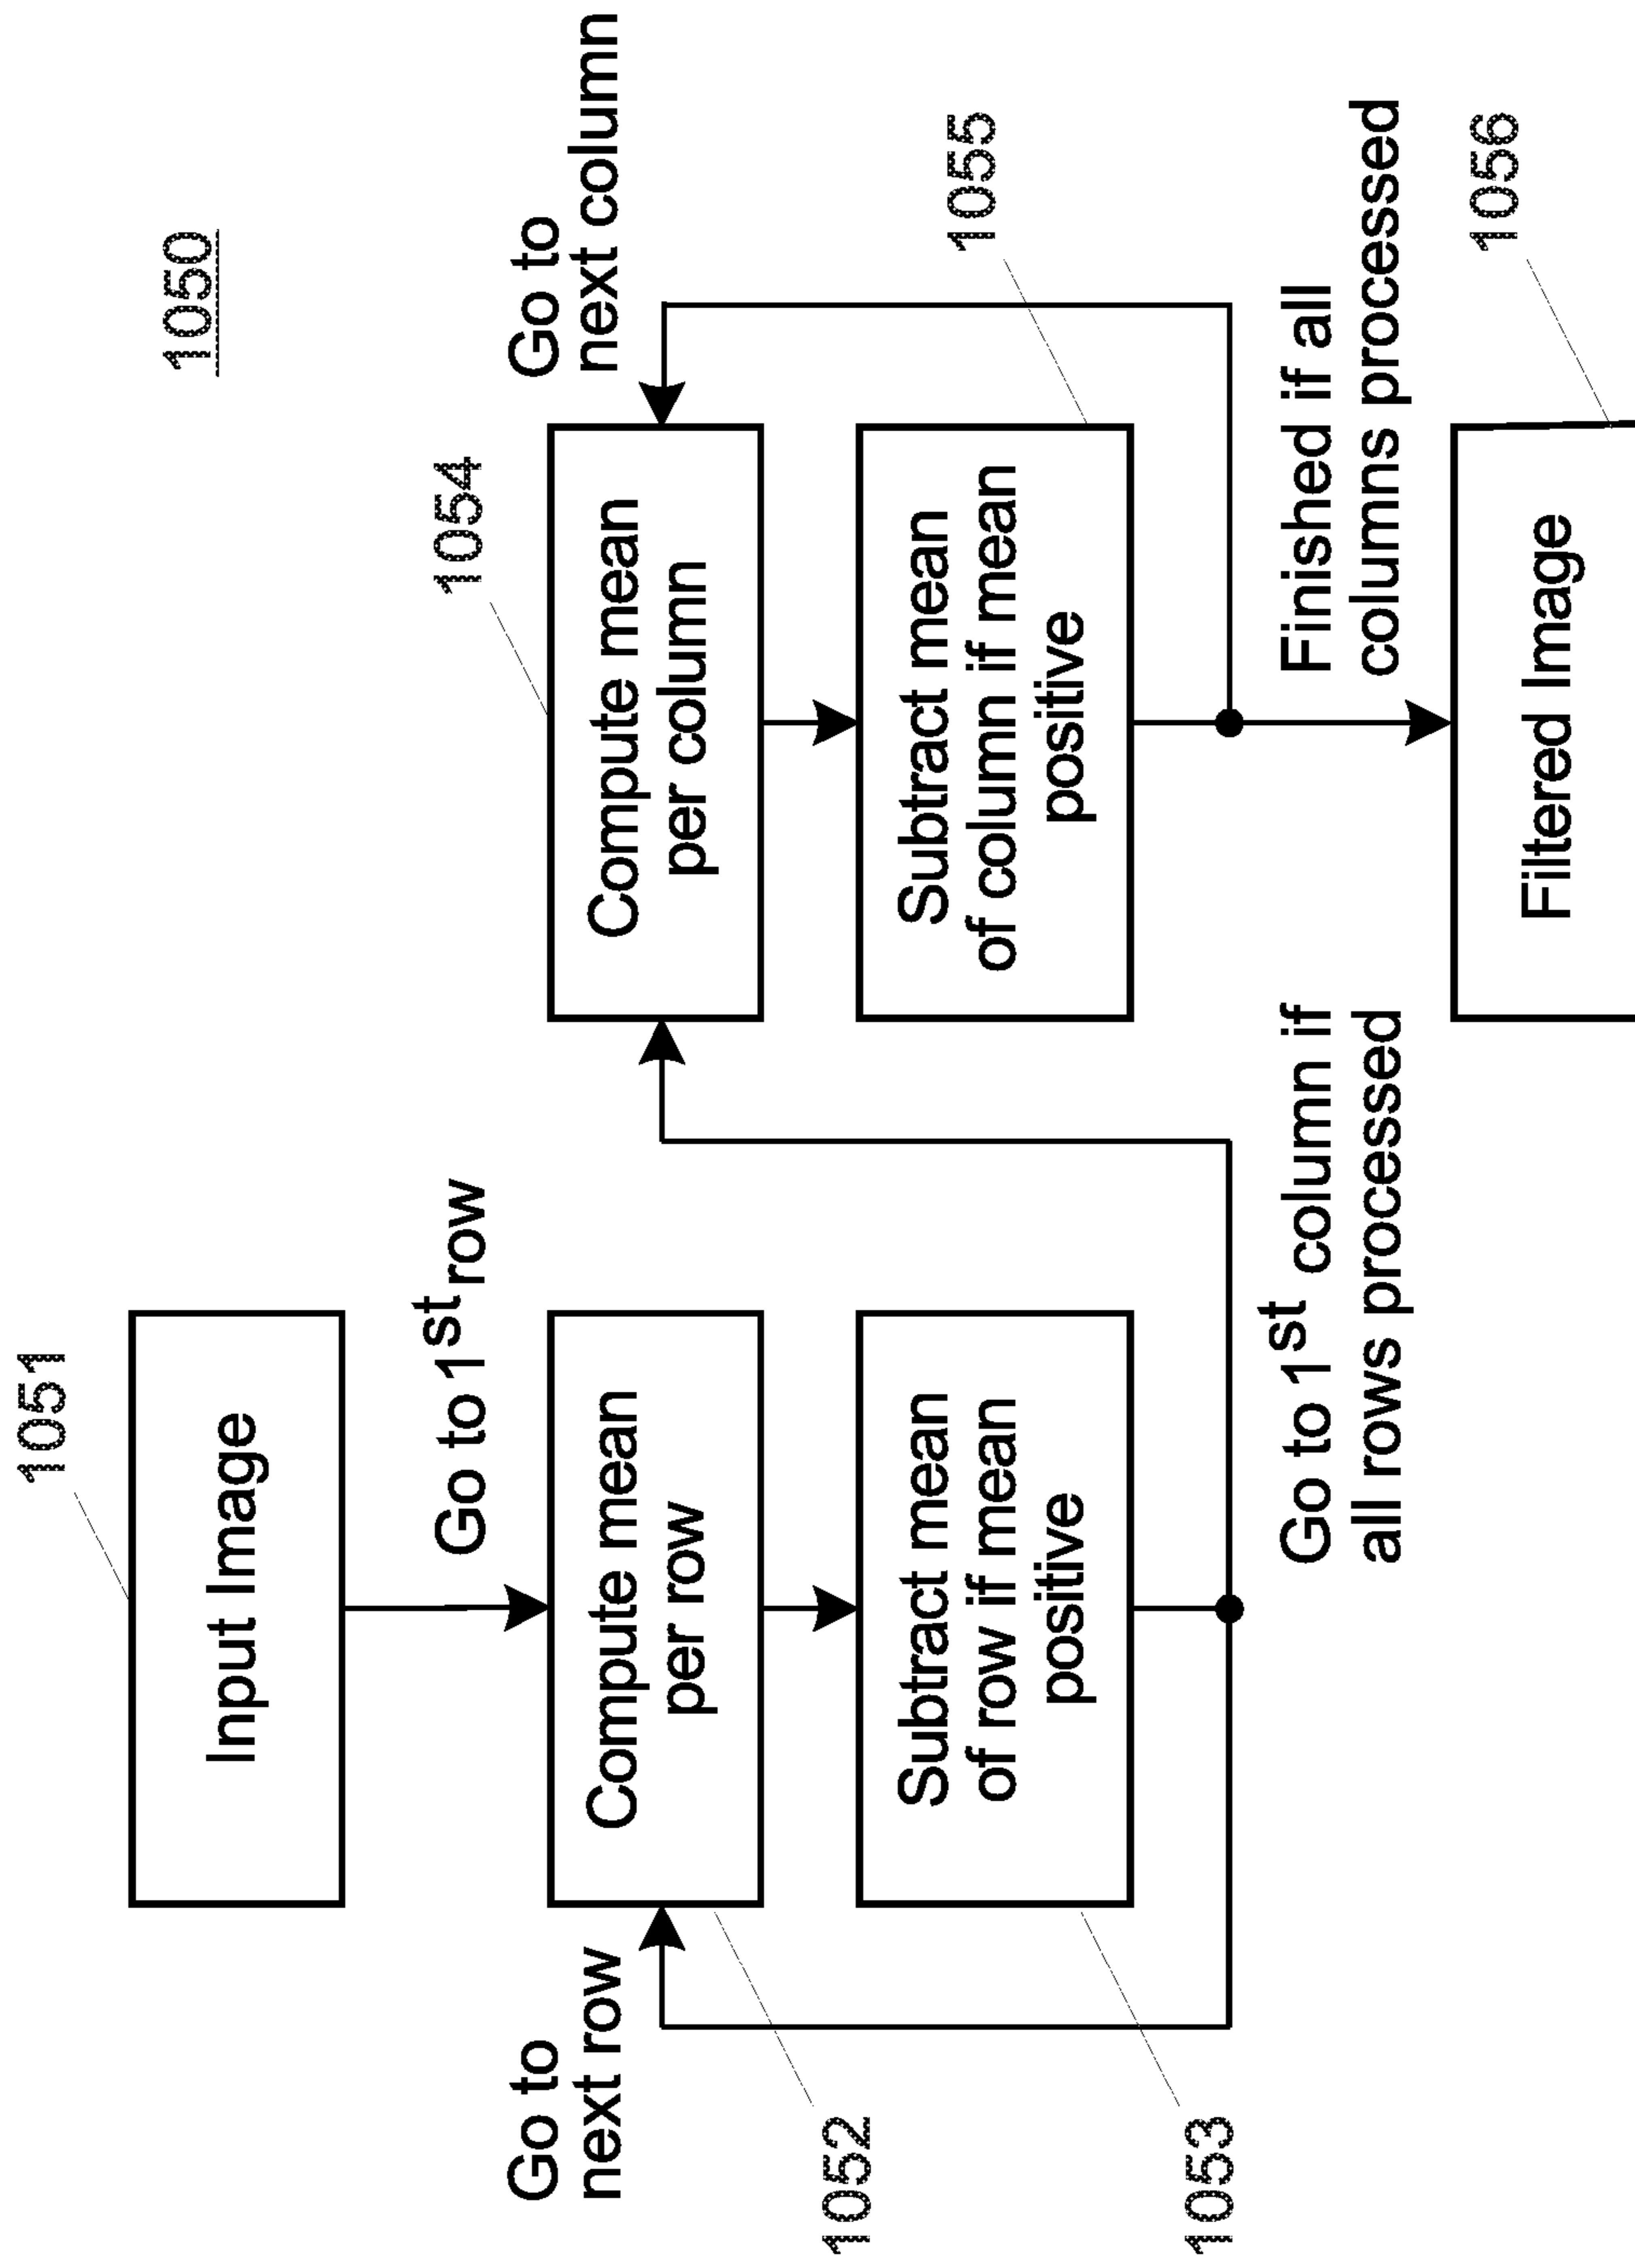 1050
1051
Input Image
Go to 1st row
Go to
next row
1052
Compute mean
per row
1053
Subtract mean
of row if mean
positive
Go to 1st column if
all rows processed
1054
Go to
next column
Compute mean
per column
1055
Subtract mean
of column if mean
positive
Finished if all
columns processed
1056
Filtered Image